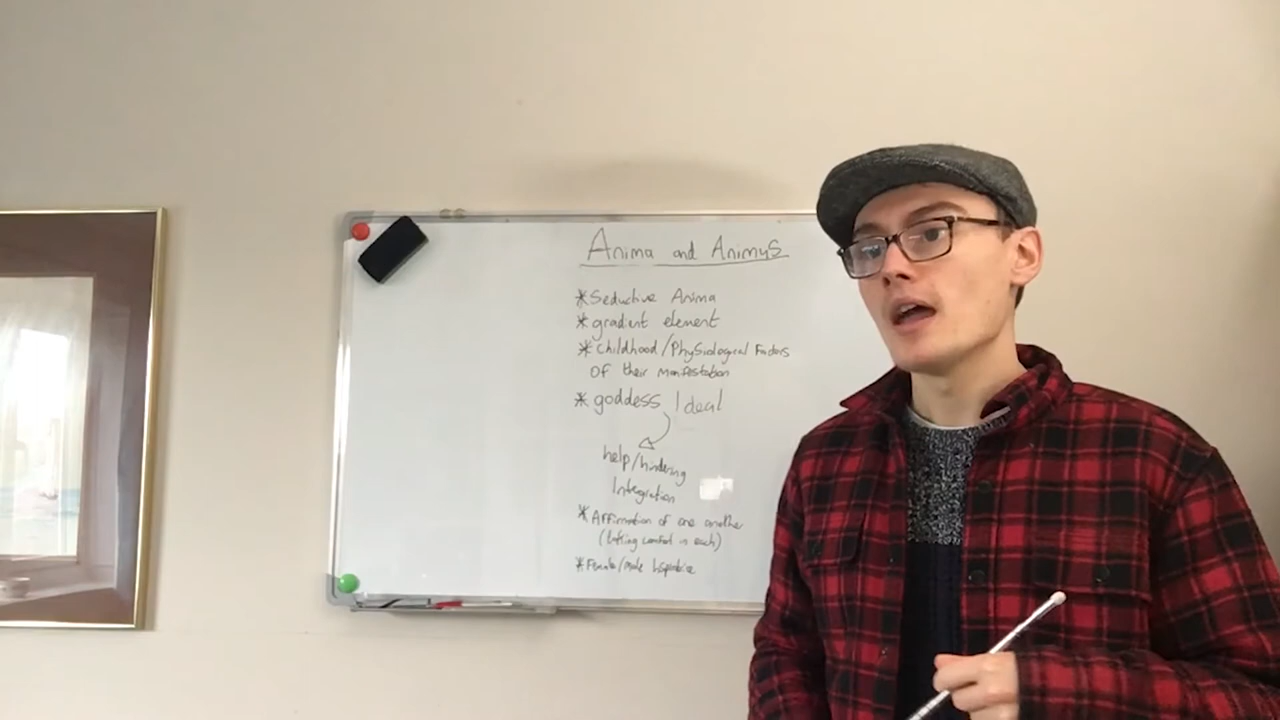 Anima and Animus
*Seductive Anima
*gradient element
*childhood/Physiological Factors
OF their manifestation
*goddess Ideal
help/hindering
Integration
*Affirmation of one another
(taking comfort in each)
*Female/male